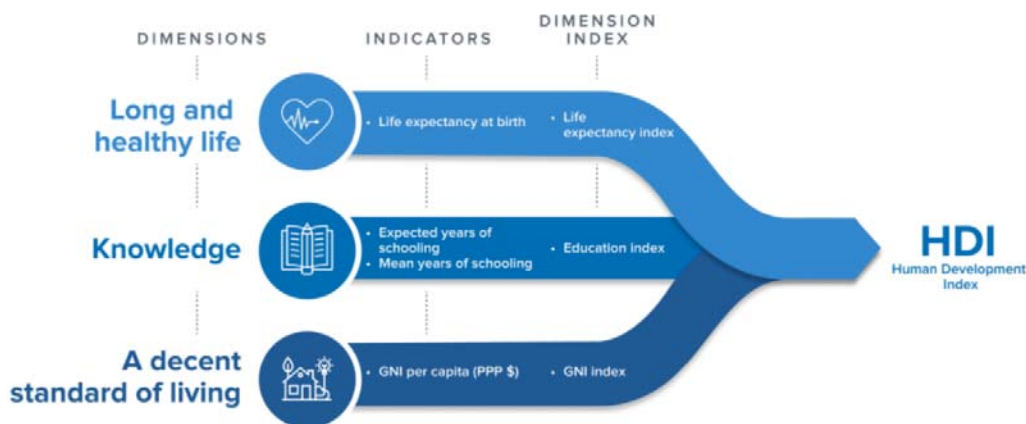 DIMENSIONS
INDICATORS
DIMENSION
INDEX
Long and
healthy life
• Life expectancy at birth
• Life
expectancy index
Knowledge
• Expected years of
schooling
• Mean years of schooling
• Education index
HDI
Human Development
Index
A decent
standard of living
• GNI per capita (PPP $)
• GNI index